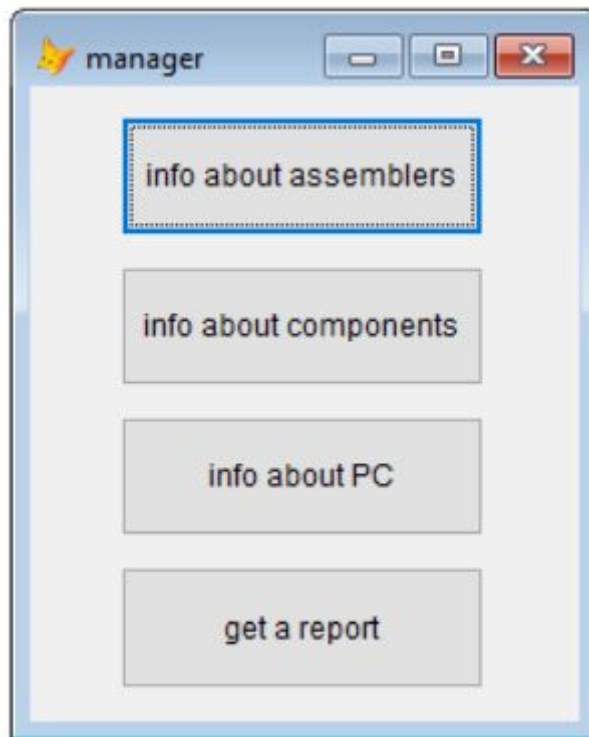 manager
info about assemblers
info about components
info about PC
get a report